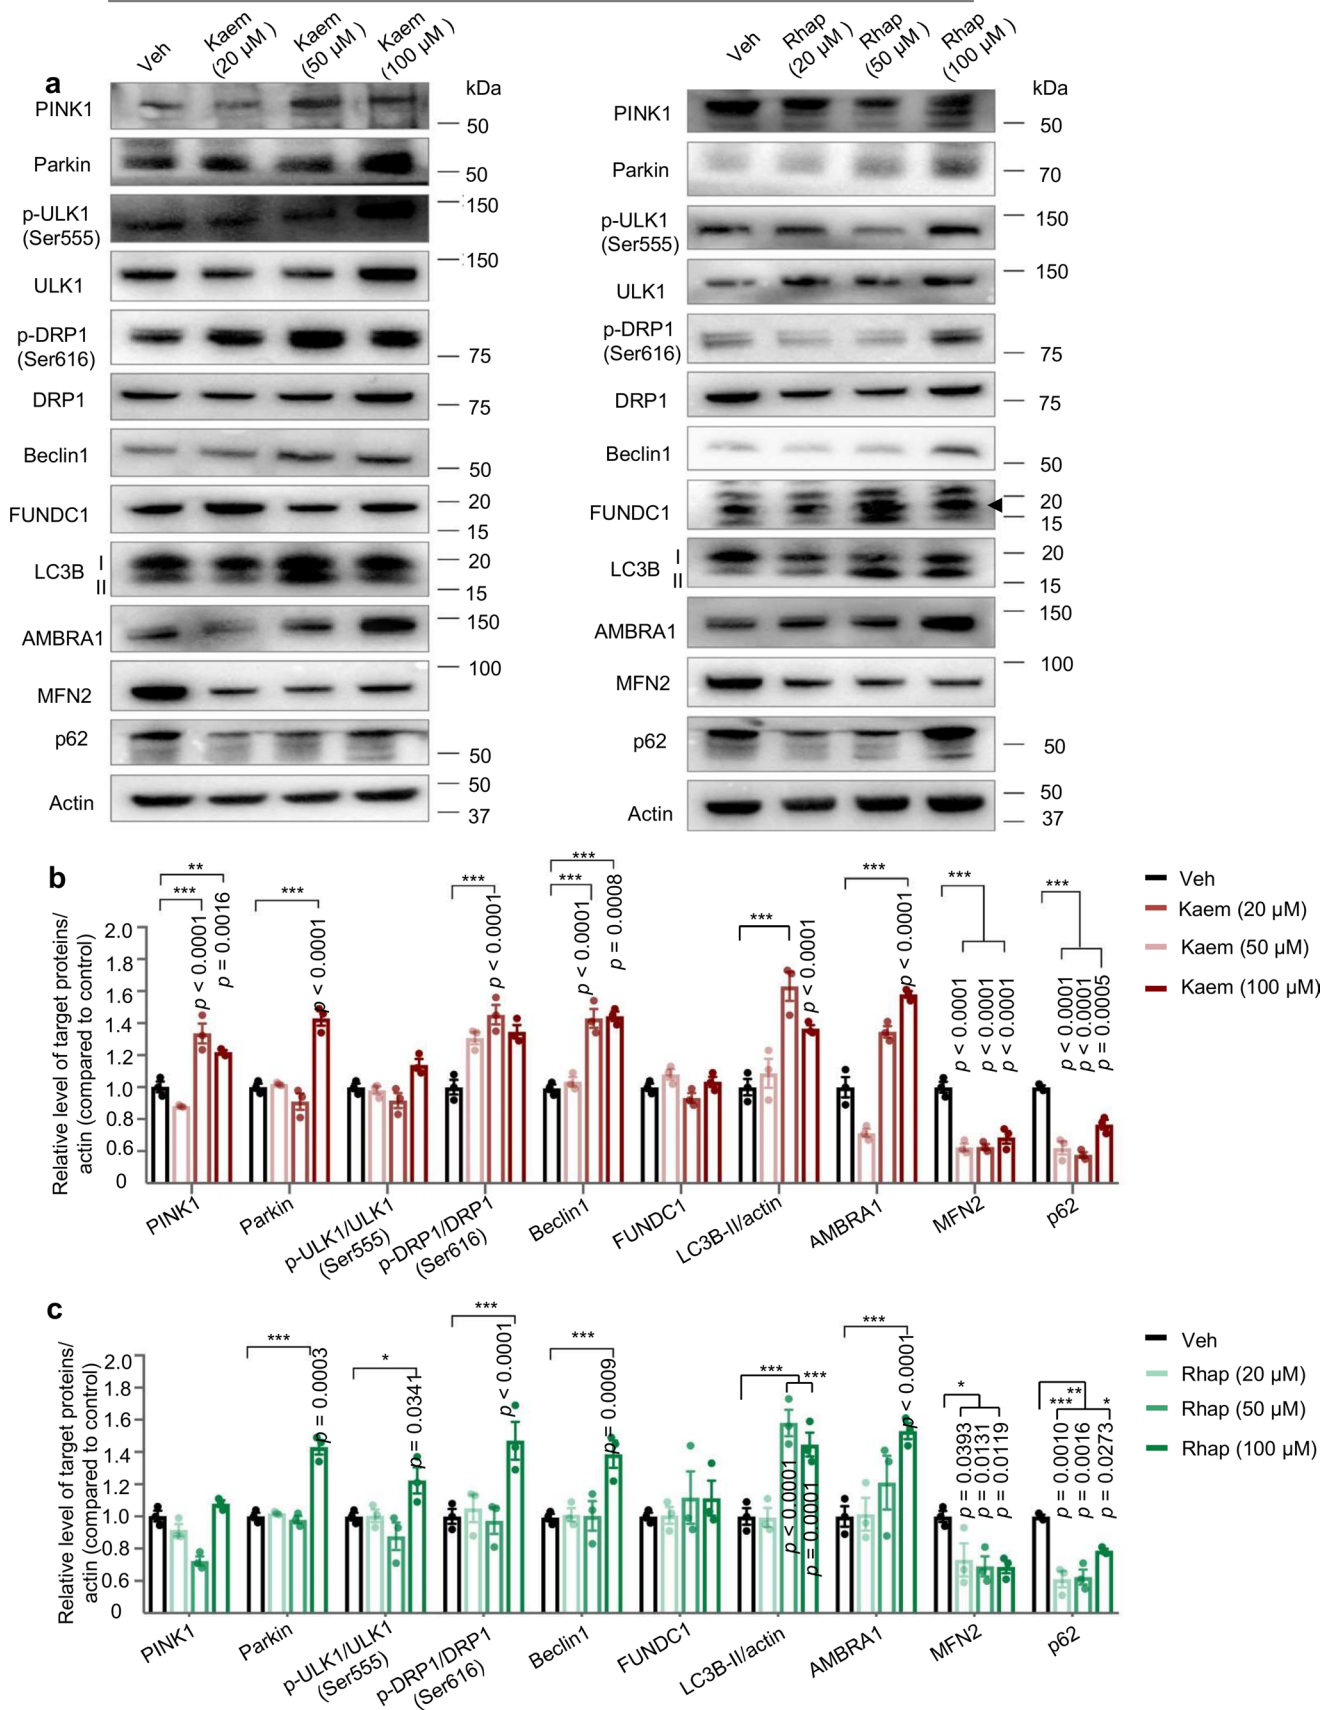 Veh
Kaem
(20 µM )
Kaem
(50 µM )
Kaem
(100 µM )
Veh
Rhap
(20 µM )
Rhap
(50 µM )
Rhap
(100 µM )
a
kDa
PINK1
50
Parkin
50
p-ULK1
(Ser555)
150
ULK1
150
p-DRP1
(Ser616)
75
DRP1
75
Beclin1
50
FUNDC1
20
15
LC3B
I
II
20
15
AMBRA1
150
MFN2
100
p62
50
Actin
50
37
kDa
PINK1
50
Parkin
70
p-ULK1
(Ser555)
150
ULK1
150
p-DRP1
(Ser616)
75
DRP1
75
Beclin1
50
FUNDC1
20
15
LC3B
I
II
20
15
AMBRA1
150
MFN2
100
p62
50
Actin
50
37
b
Relative level of target proteins/
actin (compared to control)
2.0
1.8
1.6
1.4
1.2
1.0
0.8
0.6
0
**
***
p < 0.0001
p = 0.0016
***
p < 0.0001
***
p < 0.0001
***
***
p < 0.0001
p = 0.0008
***
p < 0.0001
***
p < 0.0001
***
p < 0.0001
p < 0.0001
p < 0.0001
***
p < 0.0001
p < 0.0001
p = 0.0005
PINK1
Parkin
p-ULK1/ULK1
(Ser555)
p-DRP1/DRP1
(Ser616)
Beclin1
FUNDC1
LC3B-II/actin
AMBRA1
MFN2
p62
Veh
Kaem (20 µM)
Kaem (50 µM)
Kaem (100 µM)
c
Relative level of target proteins/
actin (compared to control)
2.0
1.8
1.6
1.4
1.2
1.0
0.8
0.6
0
***
p = 0.0003
*
p = 0.0341
***
p < 0.0001
***
p = 0.0009
***
***
p < 0.0001
p = 0.0001
***
p < 0.0001
*
p = 0.0393
p = 0.0131
p = 0.0119
**
***
*
p = 0.0010
p = 0.0016
p = 0.0273
PINK1
Parkin
p-ULK1/ULK1
(Ser555)
p-DRP1/DRP1
(Ser616)
Beclin1
FUNDC1
LC3B-II/actin
AMBRA1
MFN2
p62
Veh
Rhap (20 µM)
Rhap (50 µM)
Rhap (100 µM)